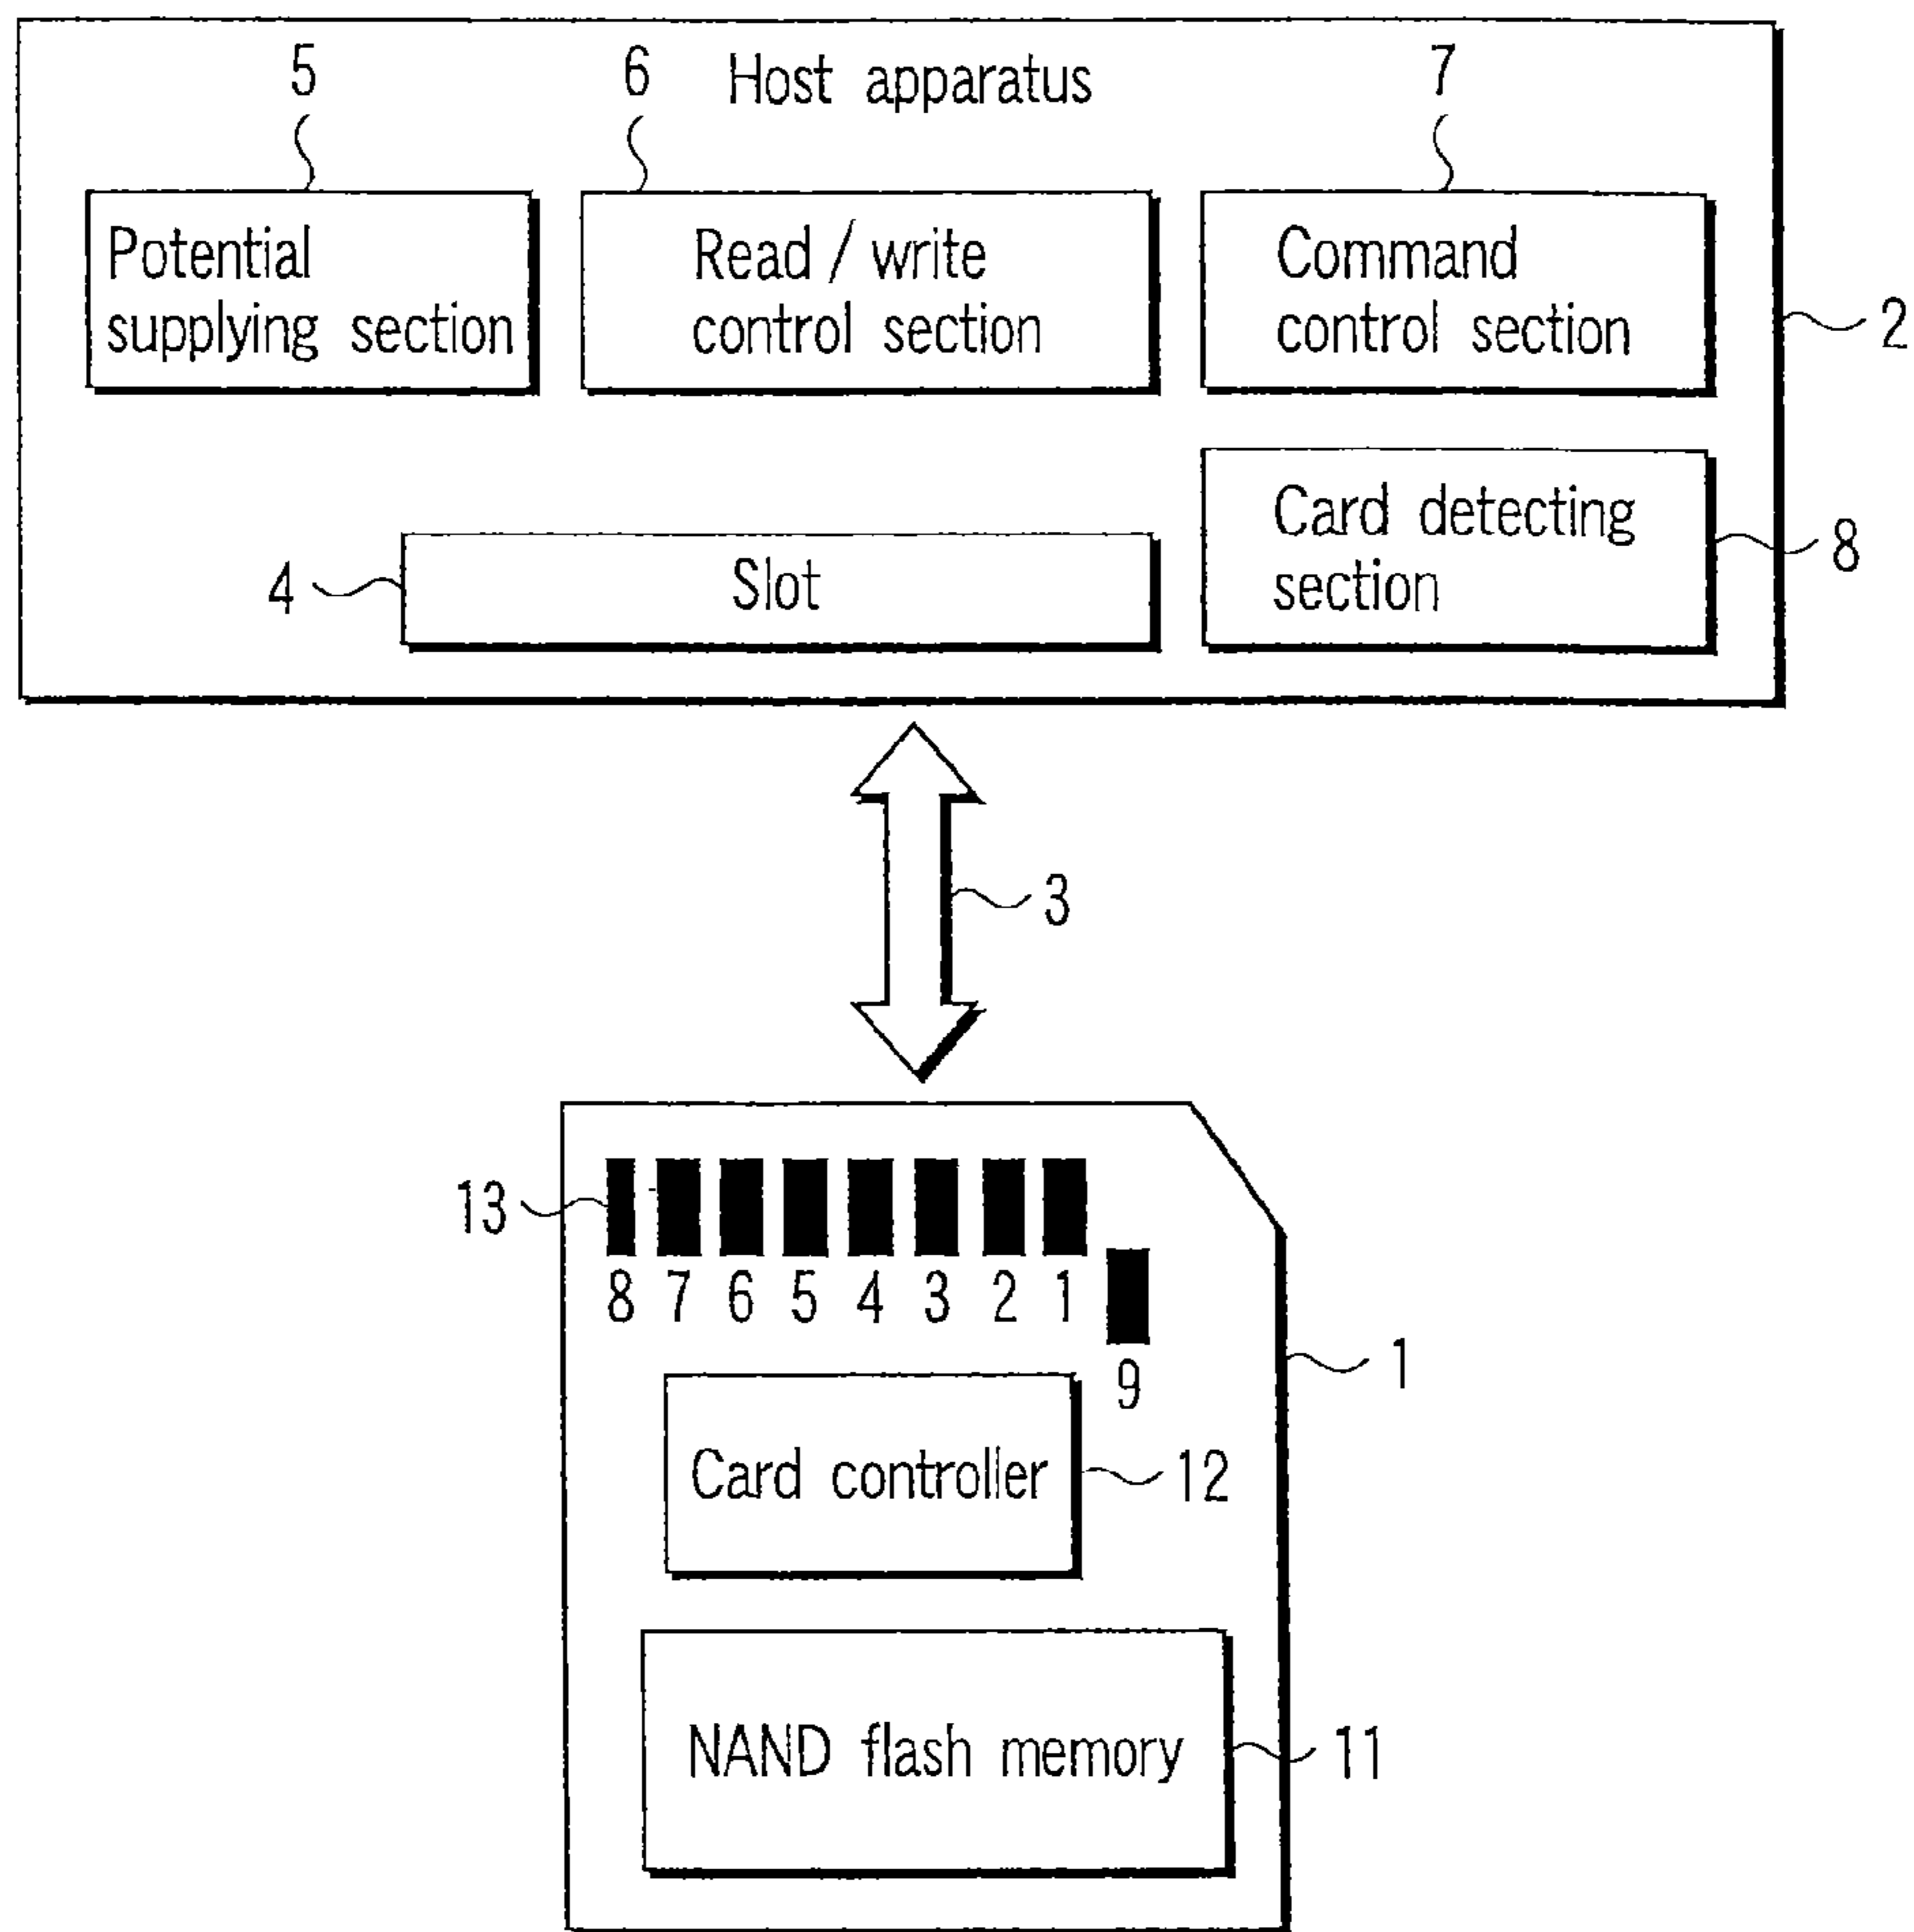 5 6 Host apparatus 7
Potential
supplying section
Read / write
control section
Command
control section
2
4 Slot
Card detecting
section
8
3
13
8 7 6 5 4 3 2 1
9
1
Card controller 12
NAND flash memory 11